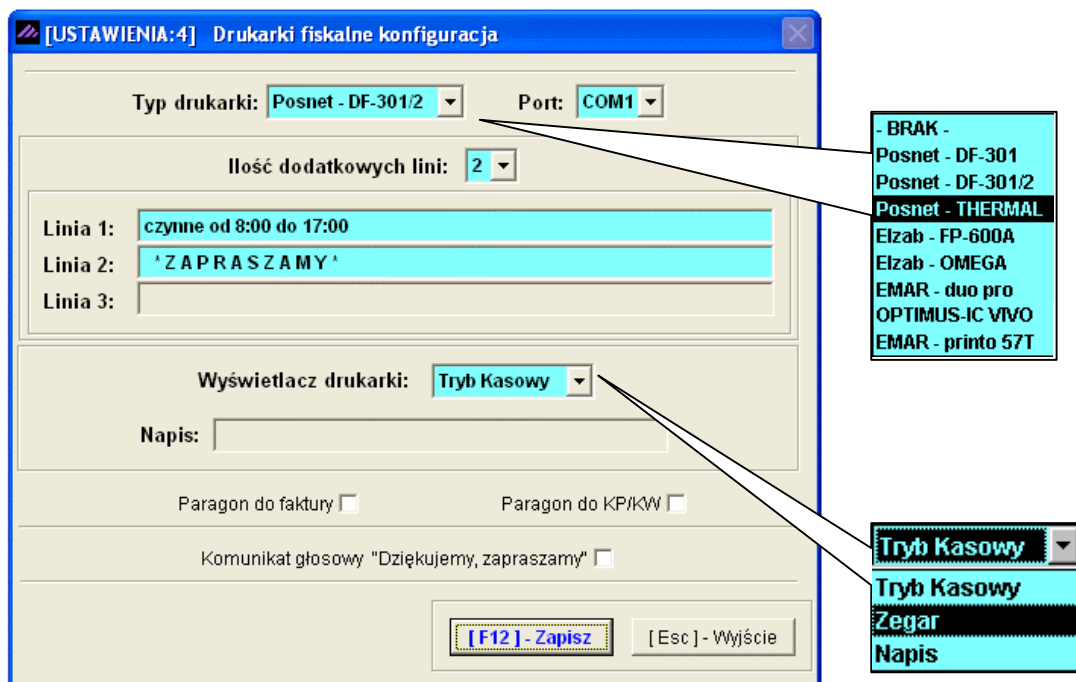 [USTAWIENIA:4] Drukarki fiskalne konfiguracja
Typ drukarki: Posnet - DF-301/2 Port: COM1
Ilość dodatkowych lini: 2
Linia 1: czynne od 8:00 do 17:00
Linia 2: * Z A P R A S Z A M Y *
Linia 3:
Wyświetlacz drukarki: Tryb Kasowy
Napis:
Paragon do faktury Paragon do KP/KW
Komunikat głosowy "Dziękujemy, zapraszamy"
[ F12 ] - Zapisz [ Esc ] - Wyjście
- BRAK -
Posnet - DF-301
Posnet - DF-301/2
Posnet - THERMAL
Elzab - FP-600A
Elzab - OMEGA
EMAR - duo pro
OPTIMUS-IC VIVO
EMAR - printo 57T
Tryb Kasowy
Tryb Kasowy
Zegar
Napis